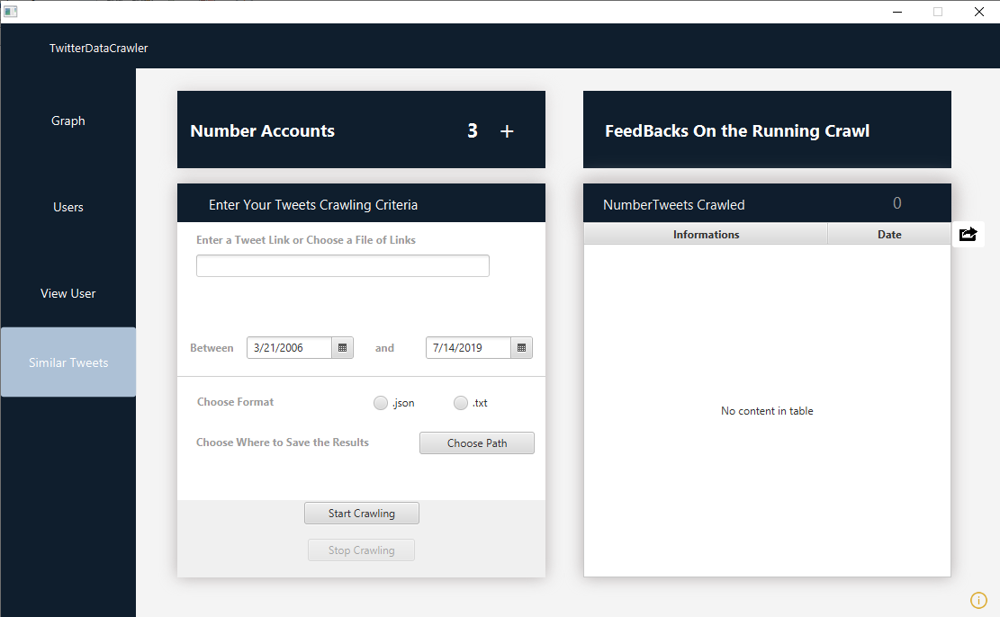 TwitterDataCrawler
Graph
Users
View User
Similar Tweets
Number Accounts 3 +
Enter Your Tweets Crawling Criteria
Enter a Tweet Link or Choose a File of Links
Between 3/21/2006 and 7/14/2019
Choose Format .json .txt
Choose Where to Save the Results Choose Path
Start Crawling
Stop Crawling
FeedBacks On the Running Crawl
NumberTweets Crawled 0
Informations Date
No content in table